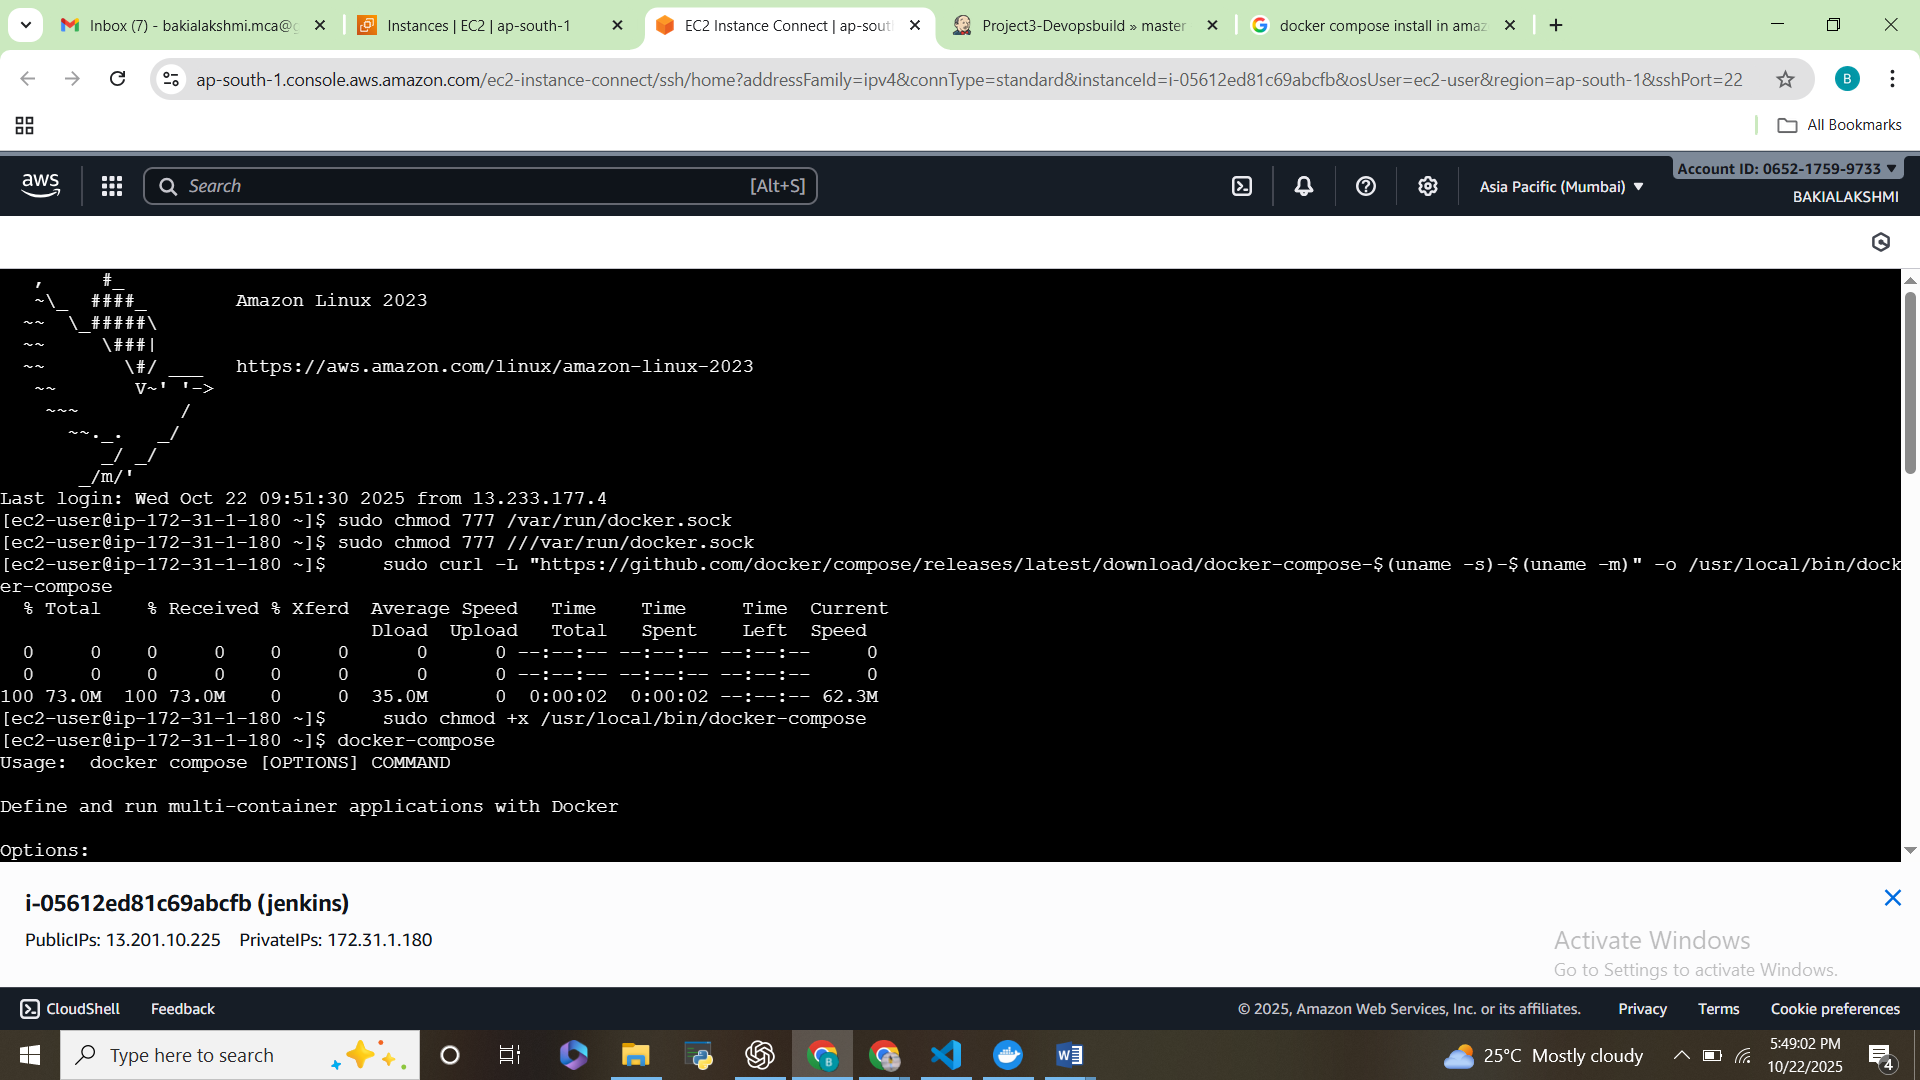 Inbox (7) - bakialakshmi.mca@g
Instances | EC2 | ap-south-1
EC2 Instance Connect | ap-sout
Project3-Devopsbuild » master
docker compose install in amaz
ap-south-1.console.aws.amazon.com/ec2-instance-connect/ssh/home?addressFamily=ipv4&connType=standard&instanceId=i-05612ed81c69abcfb&osUser=ec2-user&region=ap-south-1&sshPort=22
B
All Bookmarks
aws
Search
[Alt+S]
Asia Pacific (Mumbai)
Account ID: 0652-1759-9733
BAKIALAKSHMI
   ,     #_
   ~\_  ####_        Amazon Linux 2023
  ~~  \_#####\
  ~~     \###|
  ~~       \#/ ___   https://aws.amazon.com/linux/amazon-linux-2023
   ~~       V~' '->
    ~~~         /
      ~~._.   _/
         _/ _/
       _/m/'
Last login: Wed Oct 22 09:51:30 2025 from 13.233.177.4
[ec2-user@ip-172-31-1-180 ~]$ sudo chmod 777 /var/run/docker.sock
[ec2-user@ip-172-31-1-180 ~]$ sudo chmod 777 ///var/run/docker.sock
[ec2-user@ip-172-31-1-180 ~]$     sudo curl -L "https://github.com/docker/compose/releases/latest/download/docker-compose-$(uname -s)-$(uname -m)" -o /usr/local/bin/dock
er-compose
  % Total    % Received % Xferd  Average Speed   Time    Time     Time  Current
                                 Dload  Upload   Total   Spent    Left  Speed
  0     0    0     0    0     0      0      0 --:--:-- --:--:-- --:--:--     0
  0     0    0     0    0     0      0      0 --:--:-- --:--:-- --:--:--     0
100 73.0M  100 73.0M    0     0  35.0M      0  0:00:02  0:00:02 --:--:-- 62.3M
[ec2-user@ip-172-31-1-180 ~]$     sudo chmod +x /usr/local/bin/docker-compose
[ec2-user@ip-172-31-1-180 ~]$ docker-compose
Usage:  docker compose [OPTIONS] COMMAND
Define and run multi-container applications with Docker
Options:
i-05612ed81c69abcfb (jenkins)
PublicIPs: 13.201.10.225 PrivateIPs: 172.31.1.180
Activate Windows
Go to Settings to activate Windows.
CloudShell
Feedback
© 2025, Amazon Web Services, Inc. or its affiliates.
Privacy
Terms
Cookie preferences
Type here to search
B
25°C Mostly cloudy
5:49:02 PM
10/22/2025
4